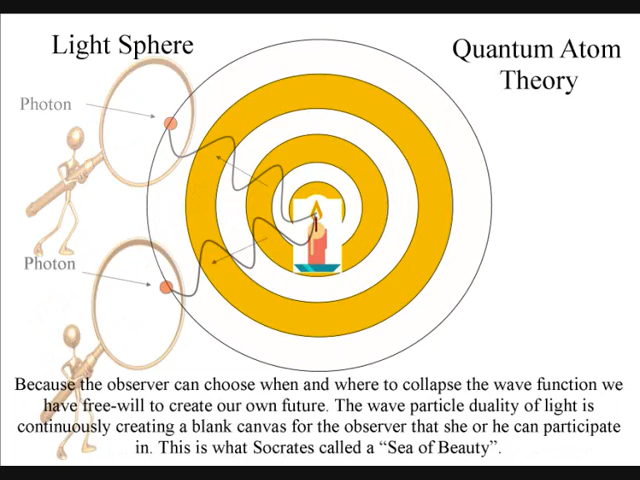 Light Sphere
Quantum Atom
Theory
Photon
Photon
Because the observer can choose when and where to collapse the wave function we
have free-will to create our own future. The wave particle duality of light is
continuously creating a blank canvas for the observer that she or he can participate
in. This is what Socrates called a “Sea of Beauty”.